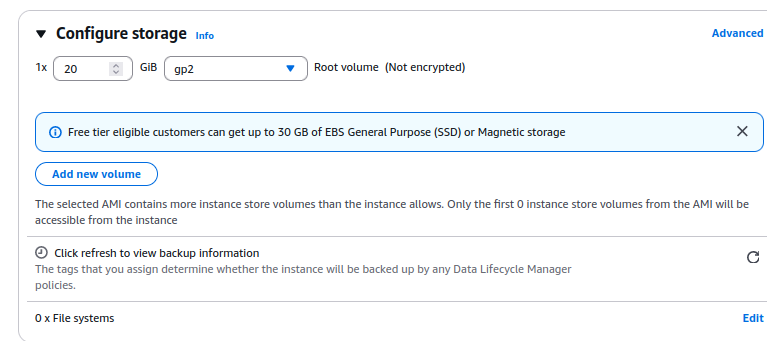 Configure storage Info Advanced
1x 20 GiB gp2 Root volume (Not encrypted)
Free tier eligible customers can get up to 30 GB of EBS General Purpose (SSD) or Magnetic storage
Add new volume
The selected AMI contains more instance store volumes than the instance allows. Only the first 0 instance store volumes from the AMI will be
accessible from the instance
Click refresh to view backup information
The tags that you assign determine whether the instance will be backed up by any Data Lifecycle Manager
policies.
0 x File systems Edit